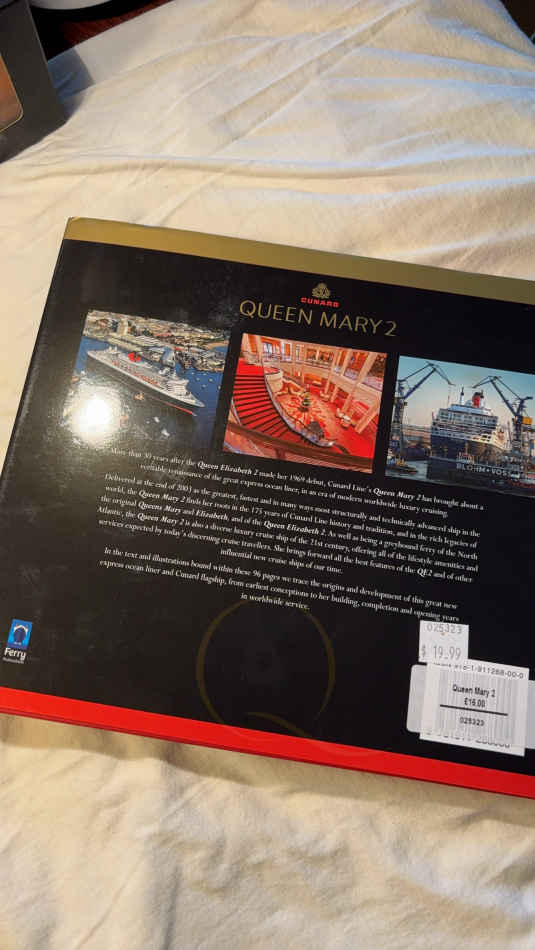 CUNARD
QUEEN MARY 2
BLOHM+VOSS
More than 30 years after the Queen Elizabeth 2 made her 1969 debut, Cunard Line's Queen Mary 2 has brought about a
veritable renaissance of the great express ocean liner, in an era of modern worldwide luxury cruising.
Delivered at the end of 2003 as the greatest, fastest and in many ways most structurally and technically advanced ship in the
world, the Queen Mary 2 finds her roots in the 175 years of Cunard Line history and tradition, and in the rich legacies of
the original Queens Mary and Elizabeth, and of the Queen Elizabeth 2. As well as being a greyhound ferry of the North
Atlantic, the Queen Mary 2 is also a diverse luxury cruise ship of the 21st century, offering all of the lifestyle amenities and
services expected by today's discerning cruise travellers. She brings forward all the best features of the QE2 and of other
influential new cruise ships of our time.
In the text and illustrations bound within these 96 pages we trace the origins and development of this great new
express ocean liner and Cunard flagship, from earliest conceptions to her building, completion and opening years
in worldwide service.
Ferry
Publications
025323
$ 19.99
978-1-911268-00-0
Queen Mary 2
£16.00
025323